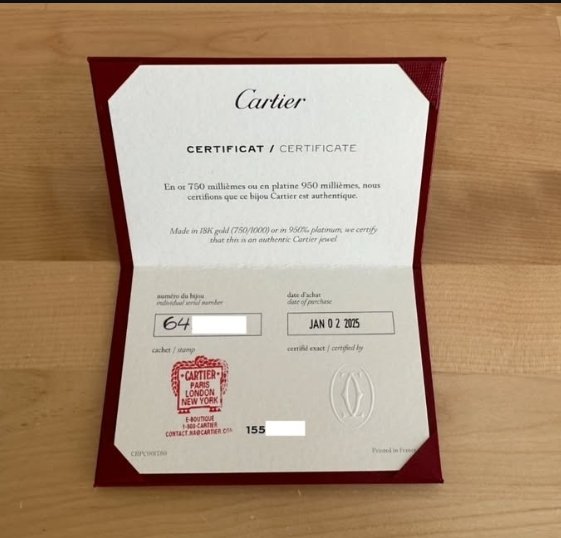 Cartier
CERTIFICAT / CERTIFICATE
En or 750 millièmes ou en platine 950 millièmes, nous
certifions que ce bijou Cartier est authentique.
Made in 18K gold (750/1000) or in 950‰ platinum, we certify
that this is an authentic Cartier jewel
numéro du bijou
individual serial number
64
date d'achat
date of purchase
JAN 02 2025
cachet / stamp
certifié exact / certified by
CARTIER
PARIS
LONDON
NEW YORK
E-BOUTIQUE
1-800-CARTIER
CONTACT.NA@CARTIER.COM
155
Printed in